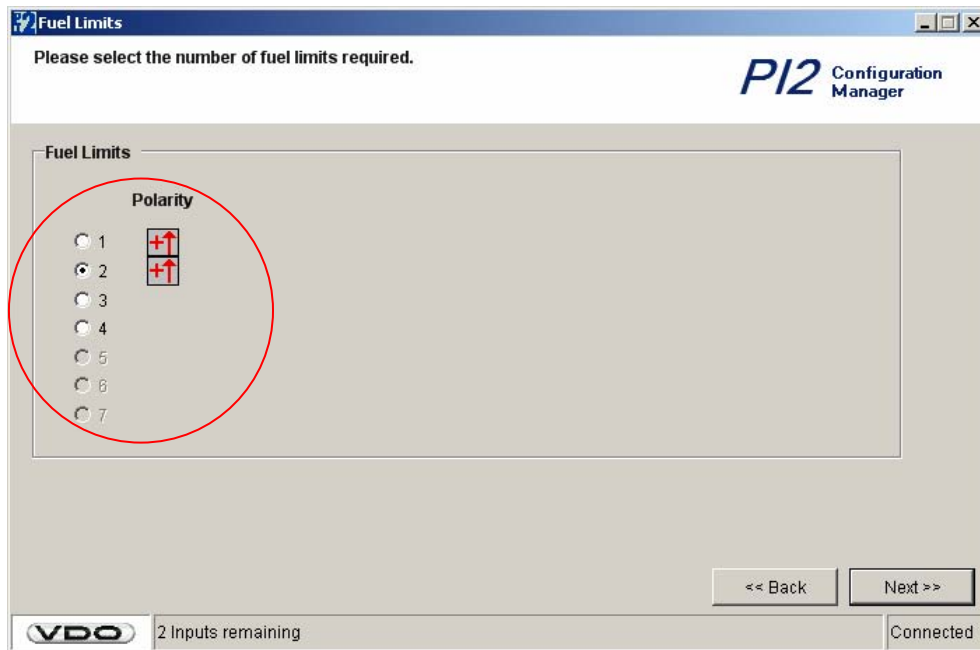 Fuel Limits
Please select the number of fuel limits required.
PI2 Configuration
Manager
Fuel Limits
Polarity
1
2
3
4
5
6
7
<< Back
Next >>
VDO
2 Inputs remaining
Connected